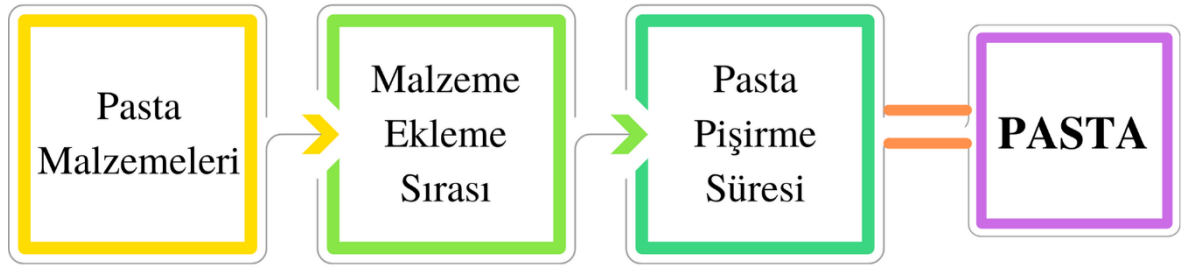 Pasta
Malzemeleri
Malzeme
Ekleme
Sırası
Pasta
Pişirme
Süresi
PASTA